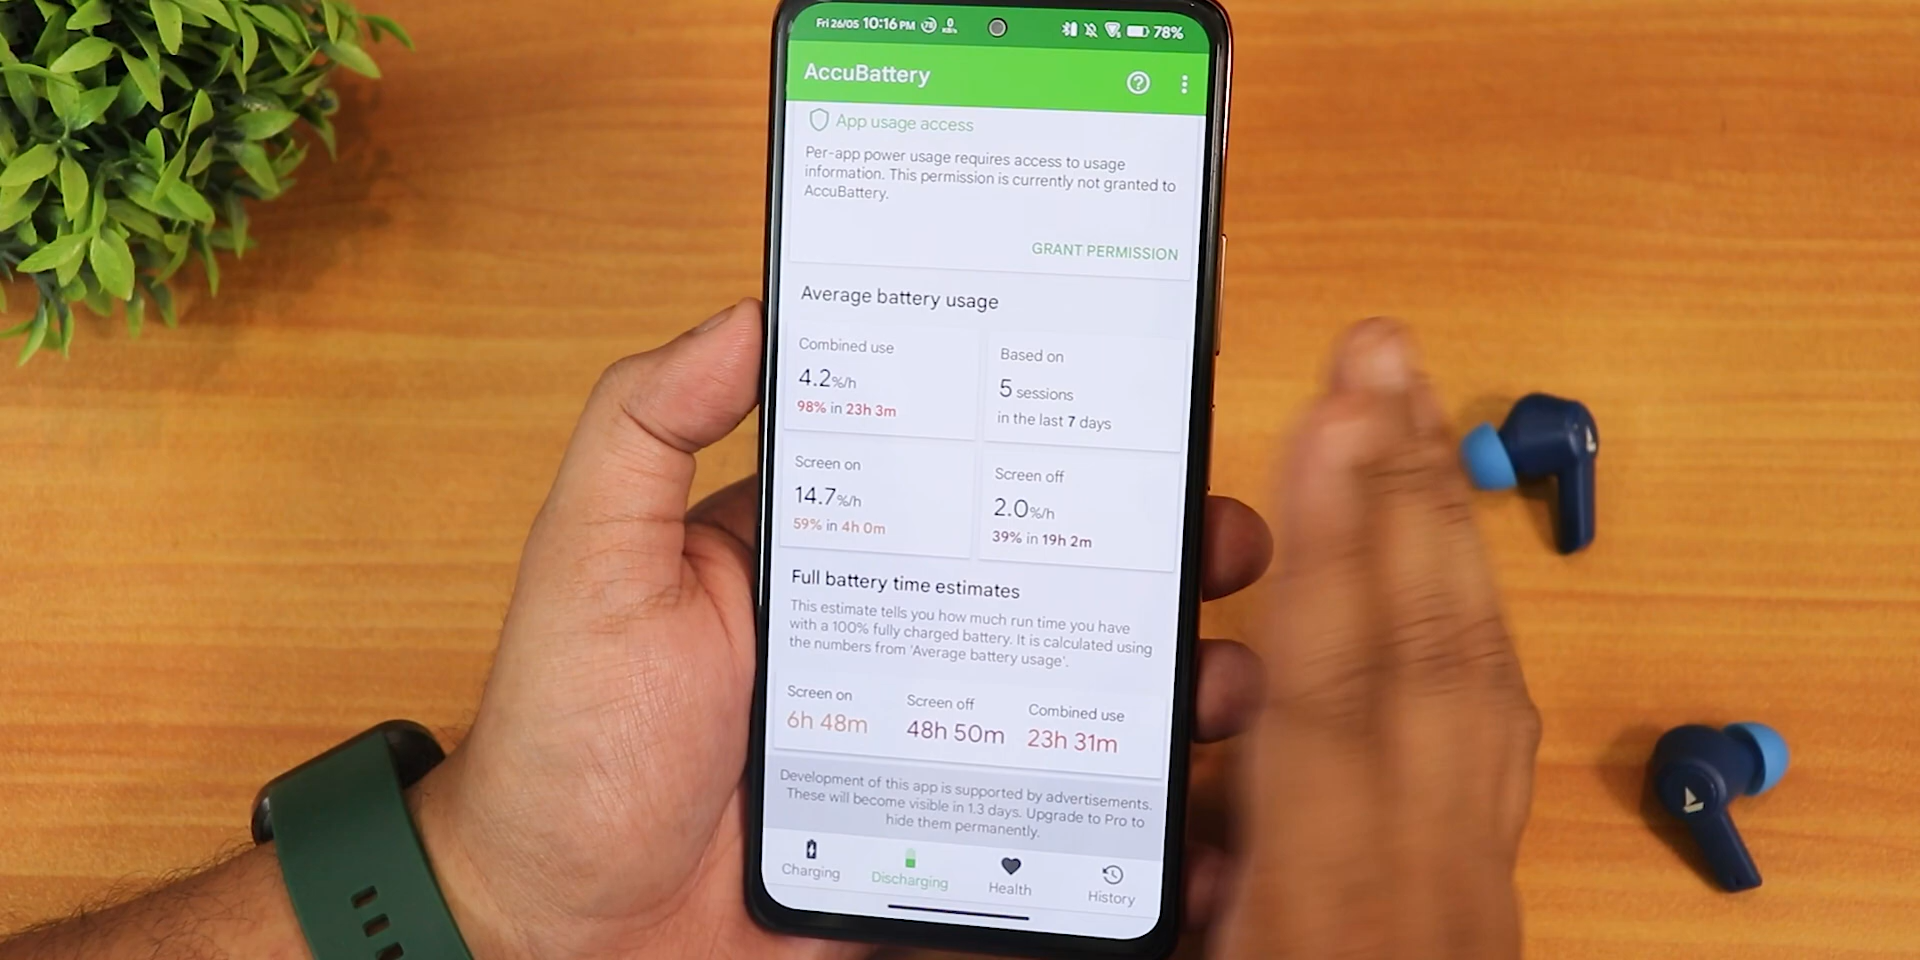 Fri 26/05 10:16 PM 78 0 KB/s 78%
AccuBattery
App usage access
Per-app power usage requires access to usage
information. This permission is currently not granted to
AccuBattery.
GRANT PERMISSION
Average battery usage
Combined use
4.2%/h
98% in 23h 3m
Based on
5 sessions
in the last 7 days
Screen on
14.7%/h
59% in 4h 0m
Screen off
2.0%/h
39% in 19h 2m
Full battery time estimates
This estimate tells you how much run time you have
with a 100% fully charged battery. It is calculated using
the numbers from 'Average battery usage'.
Screen on
6h 48m
Screen off
48h 50m
Combined use
23h 31m
Development of this app is supported by advertisements.
These will become visible in 1.3 days. Upgrade to Pro to
hide them permanently.
Charging
Discharging
Health
History